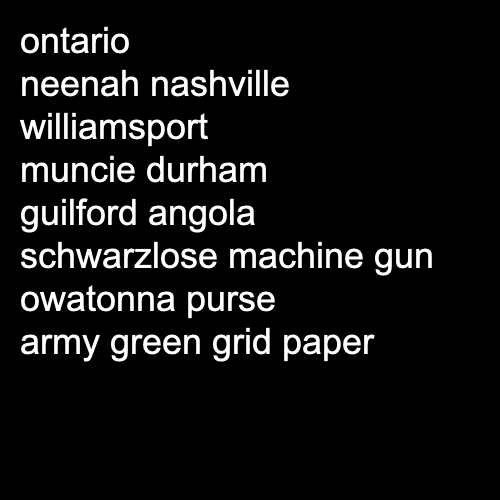 ontario
neenah nashville
williamsport
muncie durham
guilford angola
schwarzlose machine gun
owatonna purse
army green grid paper